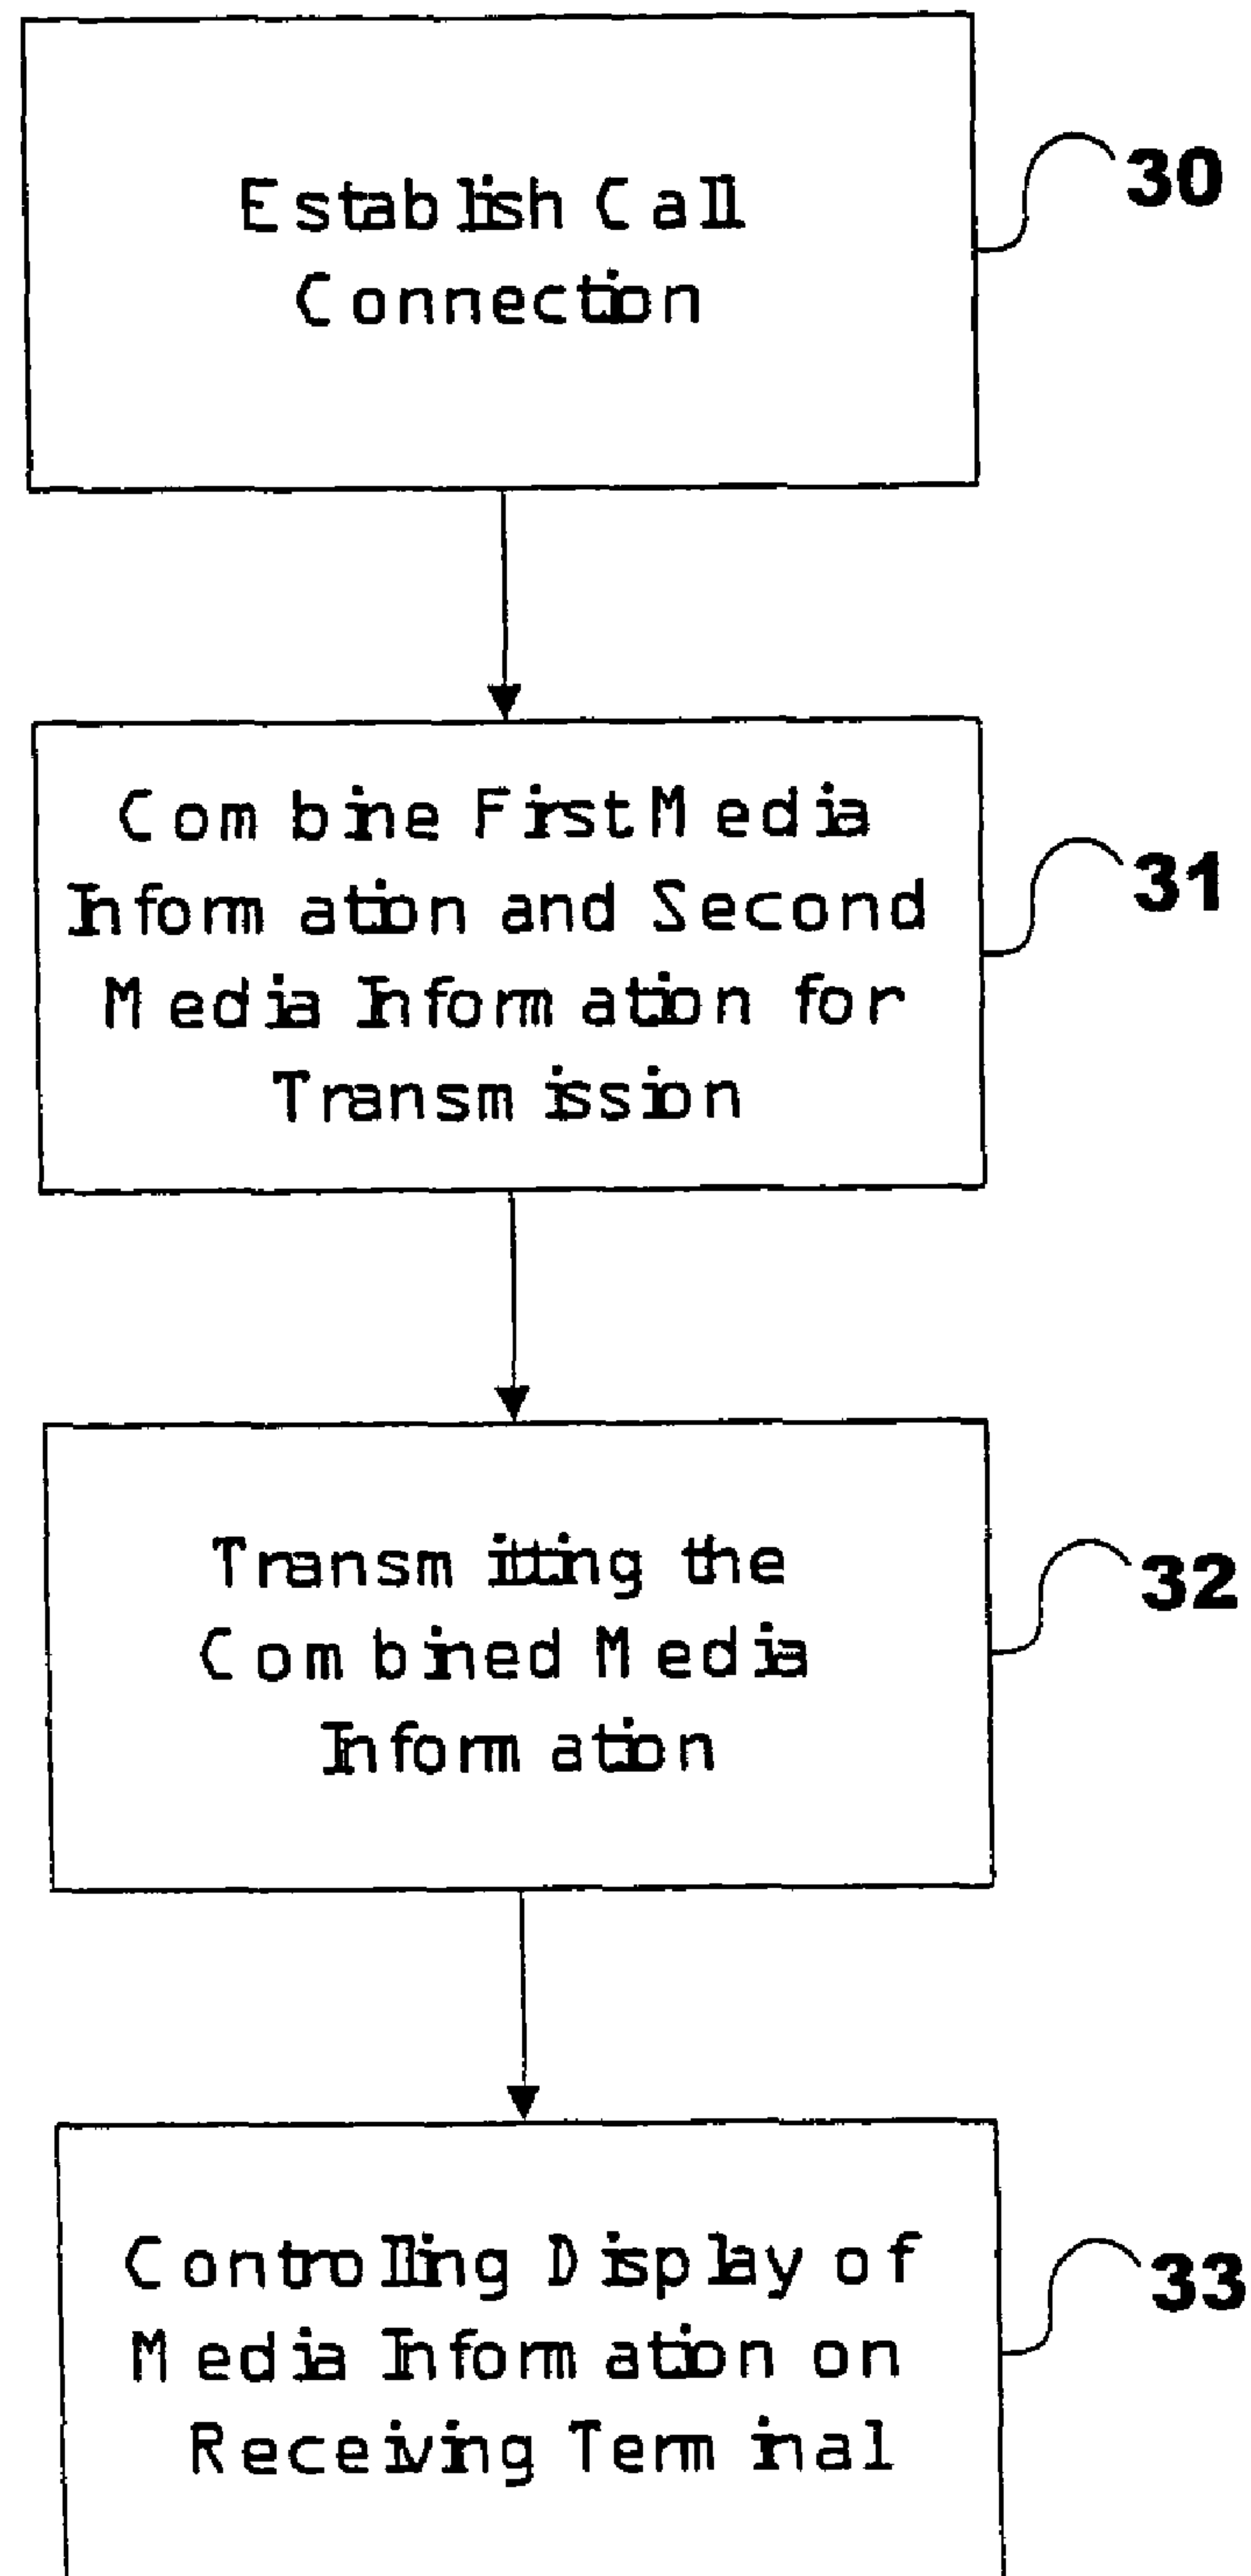 Establish Call
Connection
30
Combine First Media
Information and Second
Media Information for
Transmission
31
Transmitting the
Combined Media
Information
32
Controlling Display of
Media Information on
Receiving Terminal
33